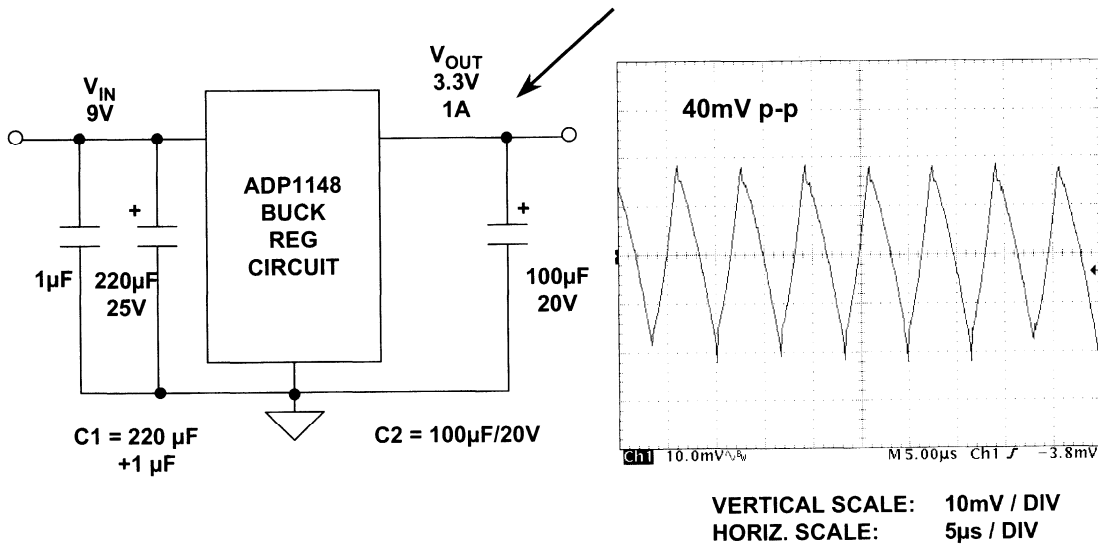 V_IN
9V
1µF
+
220µF
25V
ADP1148
BUCK
REG
CIRCUIT
V_OUT
3.3V
1A
+
100µF
20V
C1 = 220 µF
+1 µF
C2 = 100µF/20V
40mV p-p
Ch1 10.0mV∿B_W M 5.00µs Ch1 ∫ −3.8mV
VERTICAL SCALE: 10mV / DIV
HORIZ. SCALE: 5µs / DIV